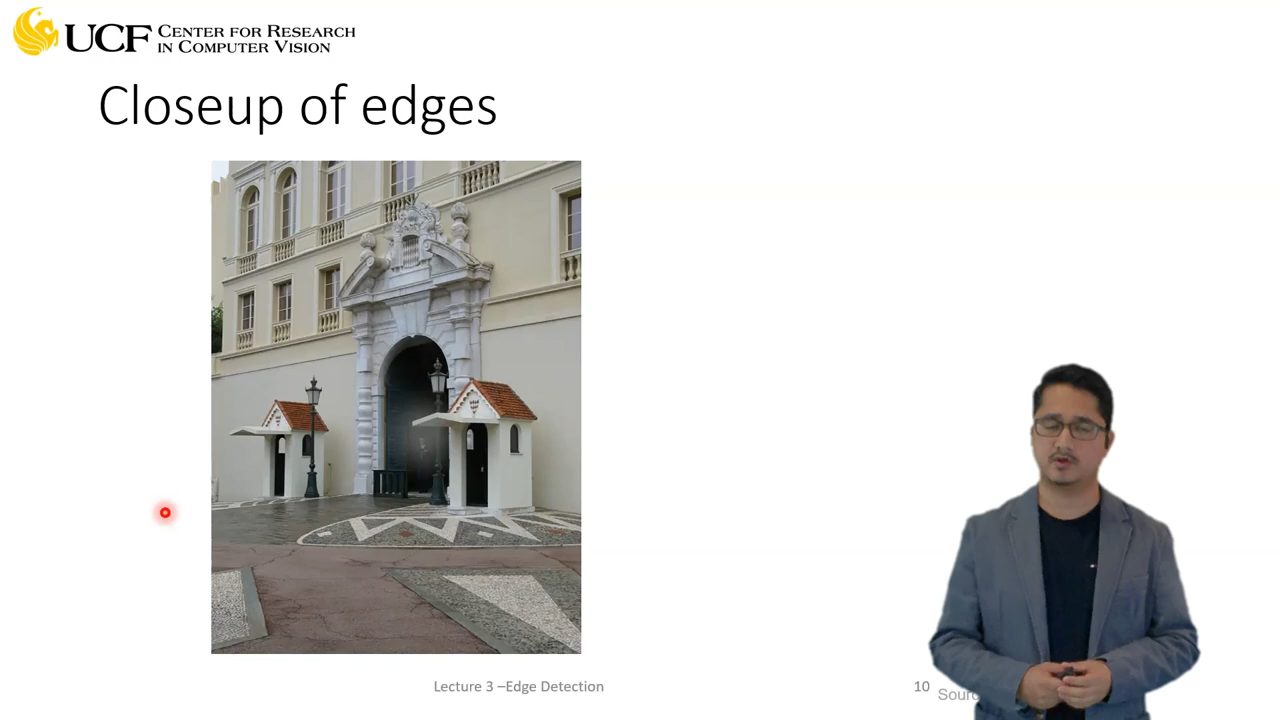 UCF CENTER FOR RESEARCH
IN COMPUTER VISION
Closeup of edges
Lecture 3 –Edge Detection
10